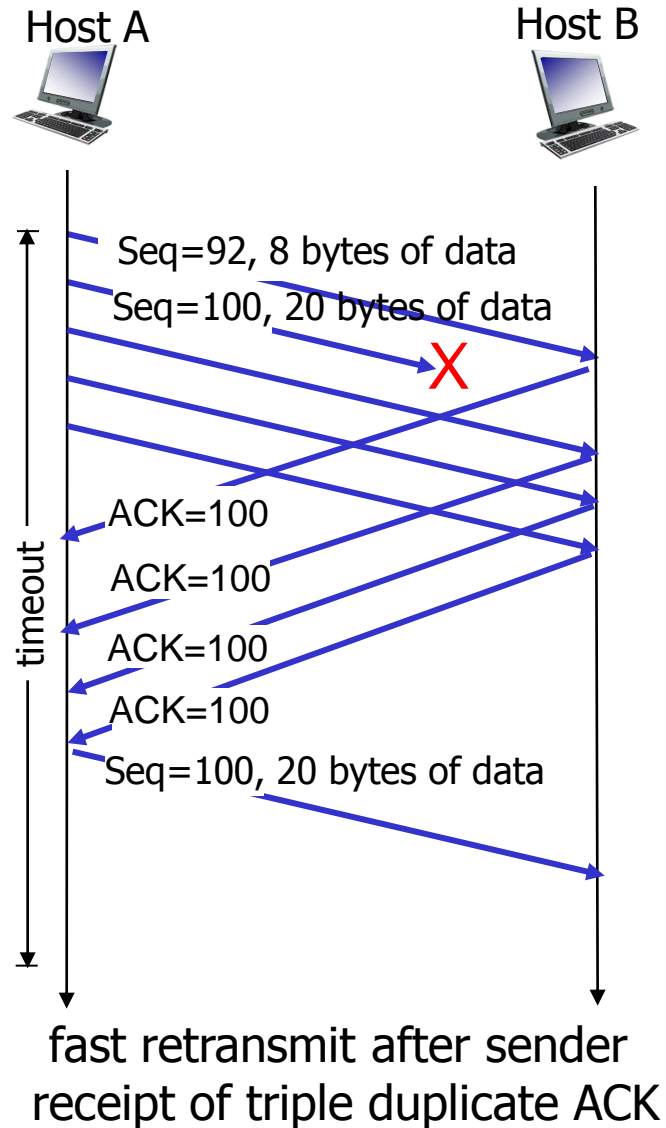 Host A
Host B
Seq=92, 8 bytes of data
Seq=100, 20 bytes of data
X
timeout
ACK=100
ACK=100
ACK=100
ACK=100
Seq=100, 20 bytes of data
fast retransmit after sender
receipt of triple duplicate ACK